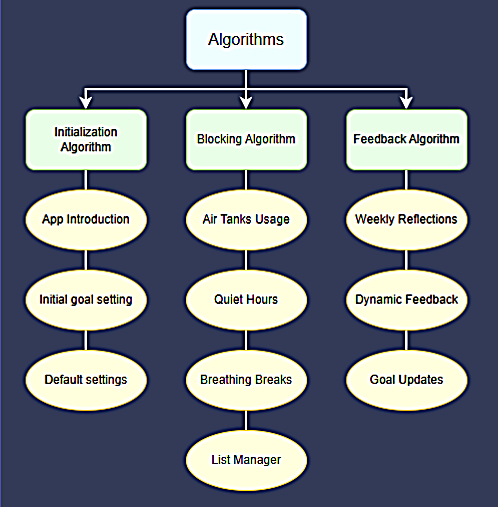 Algorithms
Initialization
Algorithm
Blocking Algorithm
Feedback Algorithm
App Introduction
Air Tanks Usage
Weekly Reflections
Initial goal setting
Quiet Hours
Dynamic Feedback
Default settings
Breathing Breaks
Goal Updates
List Manager